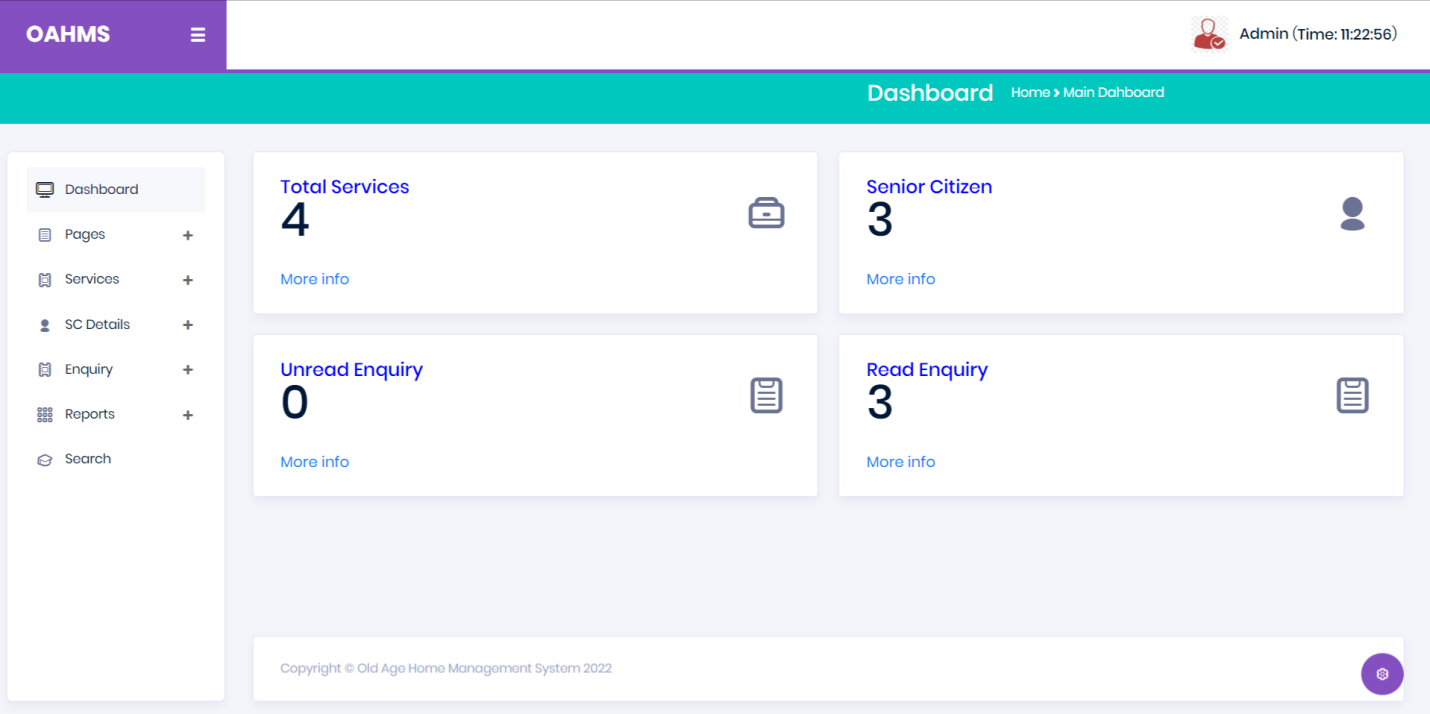 OAHMS
Admin (Time: 11:22:56)
Dashboard Home > Main Dahboard
Dashboard
Pages
Services
SC Details
Enquiry
Reports
Search
Total Services
4
More info
Senior Citizen
3
More info
Unread Enquiry
0
More info
Read Enquiry
3
More info
Copyright © Old Age Home Management System 2022